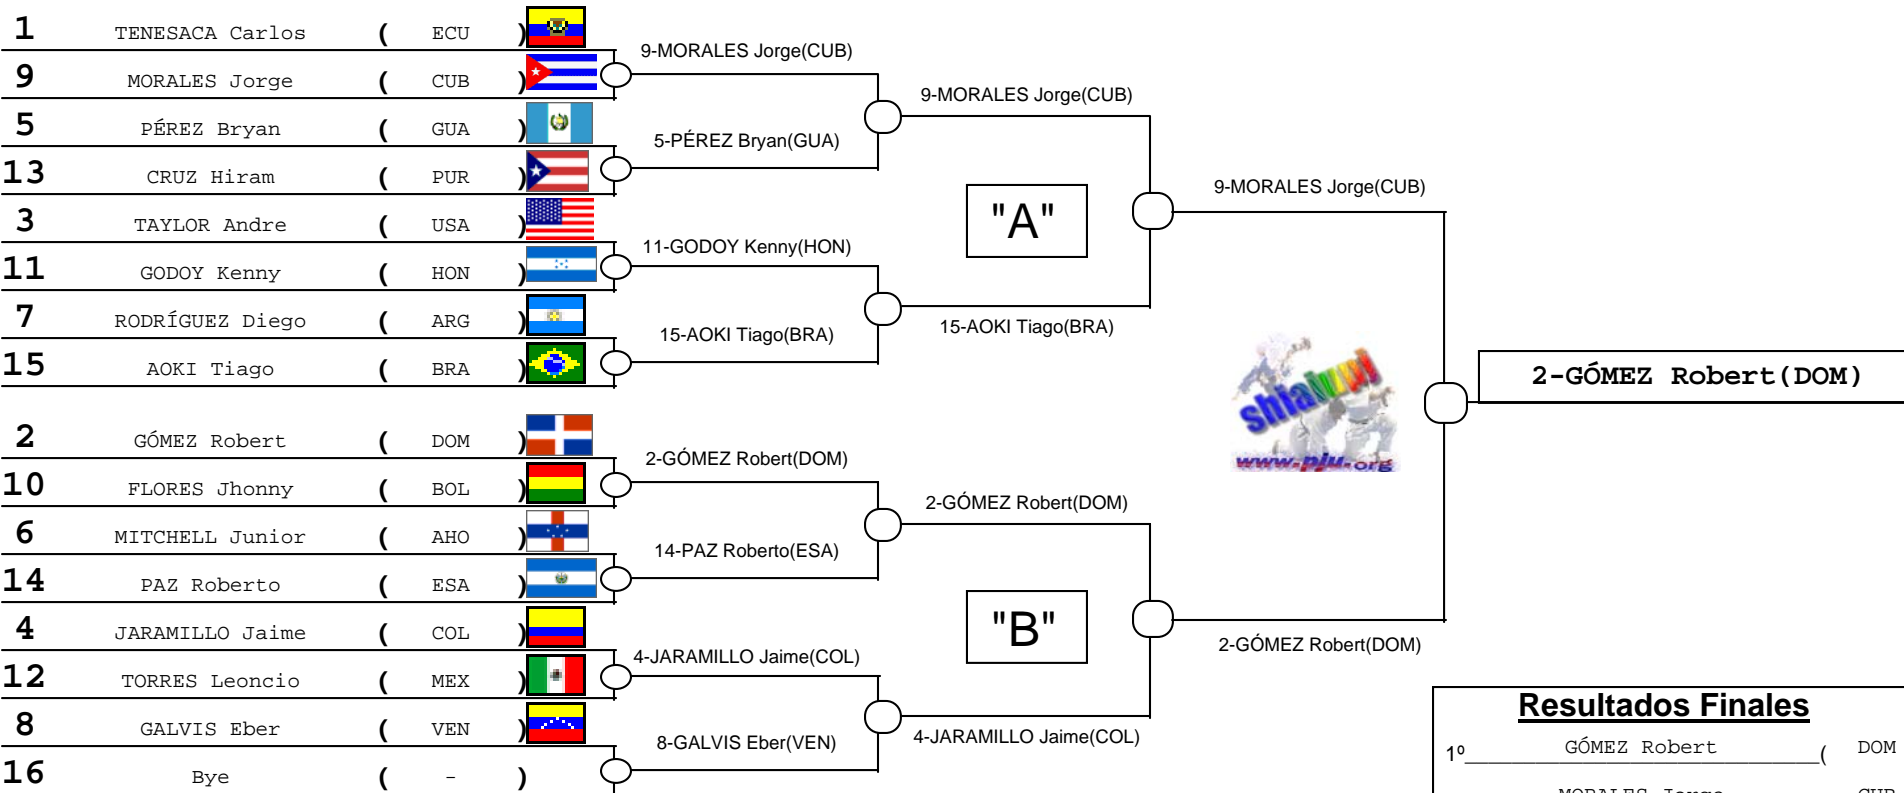 1 TENESACA Carlos ( ECU )
9 MORALES Jorge ( CUB )
5 PÉREZ Bryan ( GUA )
13 CRUZ Hiram ( PUR )
3 TAYLOR Andre ( USA )
11 GODOY Kenny ( HON )
7 RODRÍGUEZ Diego ( ARG )
15 AOKI Tiago ( BRA )
2 GÓMEZ Robert ( DOM )
10 FLORES Jhonny ( BOL )
6 MITCHELL Junior ( AHO )
14 PAZ Roberto ( ESA )
4 JARAMILLO Jaime ( COL )
12 TORRES Leoncio ( MEX )
8 GALVIS Eber ( VEN )
16 Bye ( - )
9-MORALES Jorge(CUB)
5-PÉREZ Bryan(GUA)
11-GODOY Kenny(HON)
15-AOKI Tiago(BRA)
2-GÓMEZ Robert(DOM)
14-PAZ Roberto(ESA)
4-JARAMILLO Jaime(COL)
8-GALVIS Eber(VEN)
9-MORALES Jorge(CUB)
"A"
15-AOKI Tiago(BRA)
2-GÓMEZ Robert(DOM)
"B"
4-JARAMILLO Jaime(COL)
9-MORALES Jorge(CUB)
www.pju.org
2-GÓMEZ Robert(DOM)
2-GÓMEZ Robert(DOM)
Resultados Finales
1º GÓMEZ Robert ( DOM
MORALES Jorge CUB